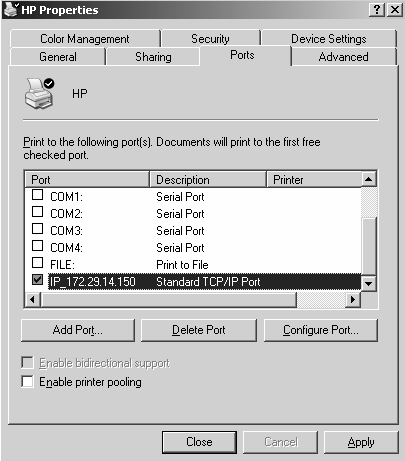 HP Properties
Color Management Security Device Settings
General Sharing Ports Advanced
HP
Print to the following port(s). Documents will print to the first free
checked port.
Port Description Printer
COM1: Serial Port
COM2: Serial Port
COM3: Serial Port
COM4: Serial Port
FILE: Print to File
IP_172.29.14.150 Standard TCP/IP Port
Add Port... Delete Port Configure Port...
Enable bidirectional support
Enable printer pooling
Close Cancel Apply